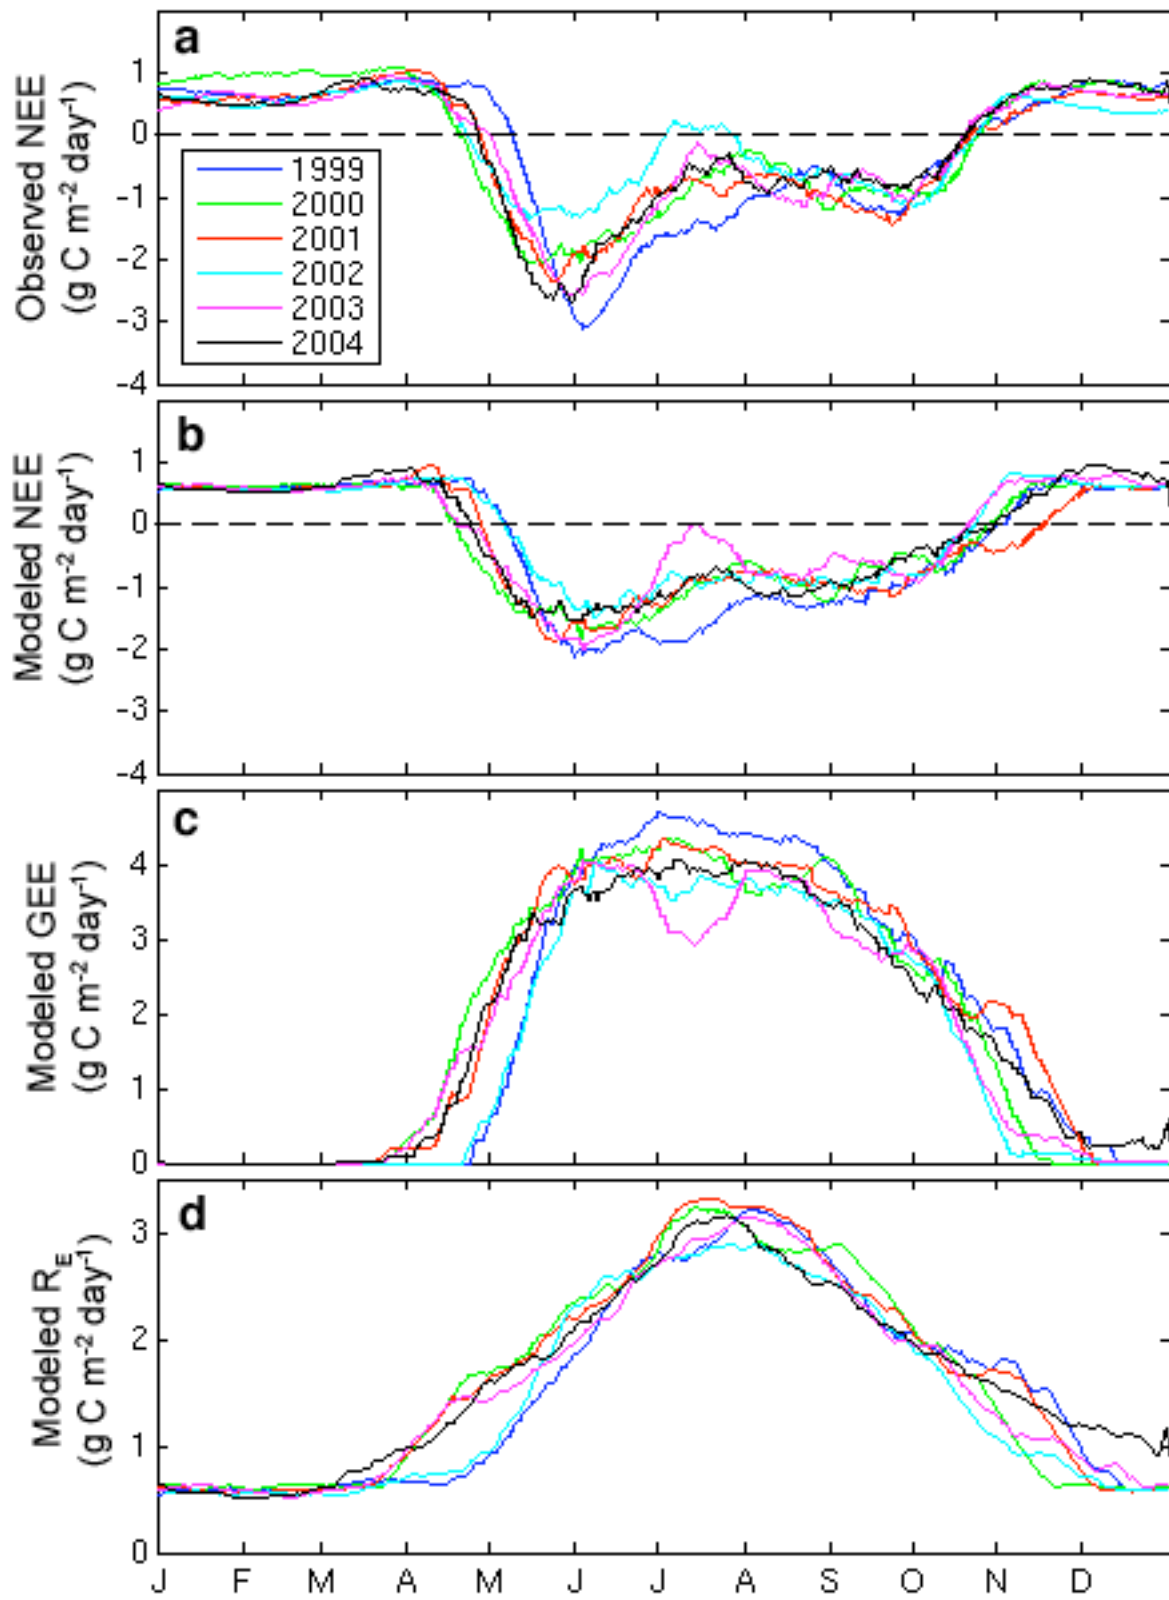 a
Observed NEE
(g C m-2 day-1)
1
0
-1
-2
-3
-4
1999
2000
2001
2002
2003
2004
b
Modeled NEE
(g C m-2 day-1)
1
0
-1
-2
-3
-4
c
Modeled GEE
(g C m-2 day-1)
4
3
2
1
0
d
Modeled RE
(g C m-2 day-1)
3
2
1
0
J F M A M J J A S O N D